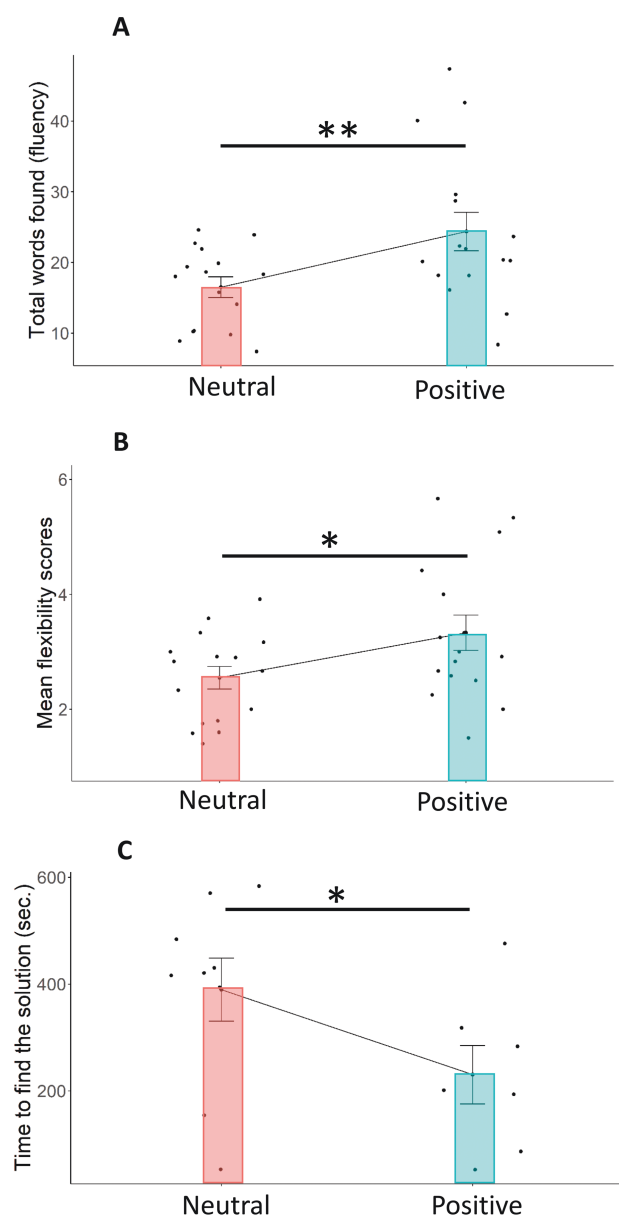 A
Total words found (fluency)
40
30
20
10
**
Neutral
Positive
B
Mean flexibility scores
6
4
2
*
Neutral
Positive
C
Time to find the solution (sec.)
600
400
200
*
Neutral
Positive